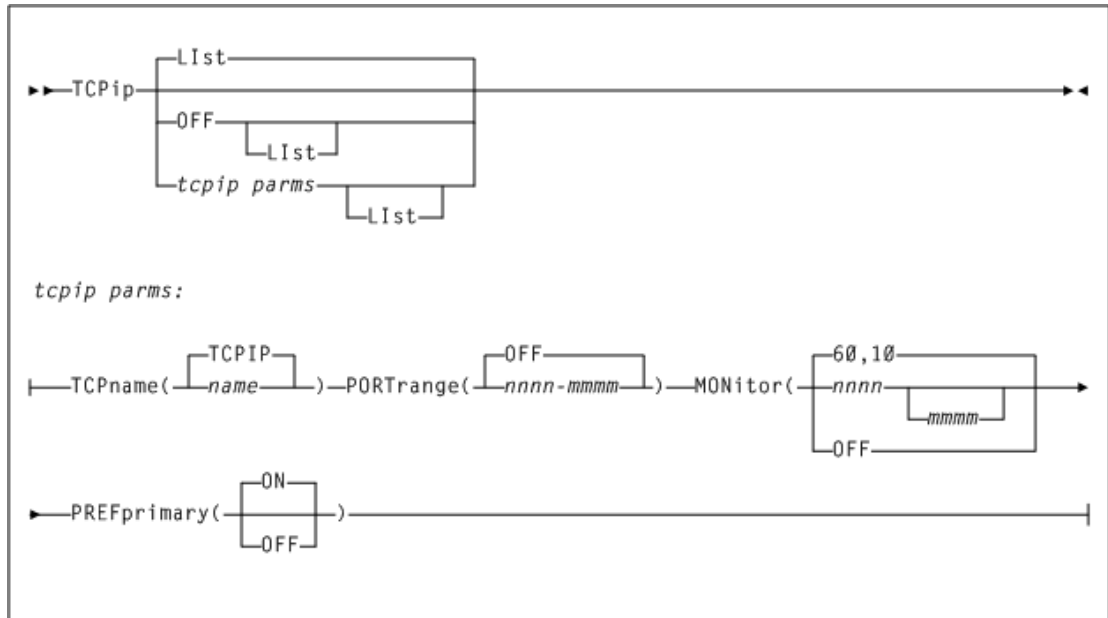 LIst
TCPip
OFF
LIst
tcpip parms
LIst
tcpip parms:
TCPIP OFF 60,10
TCPname( name ) PORTrange( nnnn-mmmm ) MONitor( nnnn
mmmm
OFF
ON
PREFprimary( )
OFF